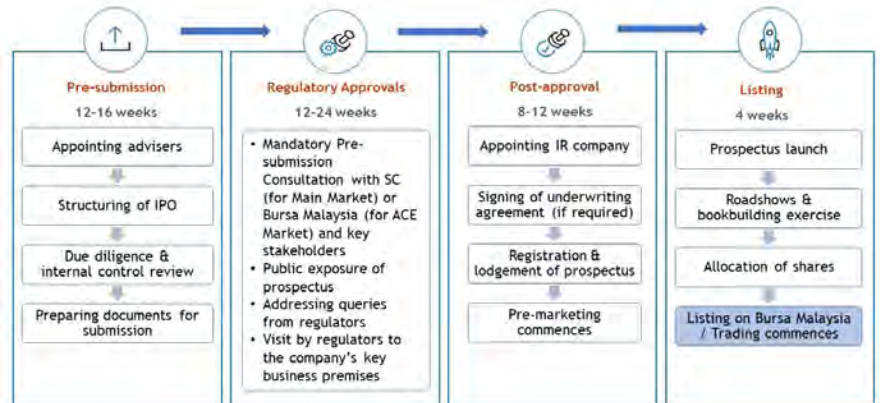 Pre-submission
12-16 weeks
Appointing advisers
Structuring of IPO
Due diligence &
internal control review
Preparing documents for
submission
Regulatory Approvals
12-24 weeks
• Mandatory Pre-
submission
Consultation with SC
(for Main Market) or
Bursa Malaysia (for ACE
Market) and key
stakeholders
• Public exposure of
prospectus
• Addressing queries
from regulators
• Visit by regulators to
the company's key
business premises
Post-approval
8-12 weeks
Appointing IR company
Signing of underwriting
agreement (if required)
Registration &
lodgement of prospectus
Pre-marketing
commences
Listing
4 weeks
Prospectus launch
Roadshows &
bookbuilding exercise
Allocation of shares
Listing on Bursa Malaysia
/ Trading commences